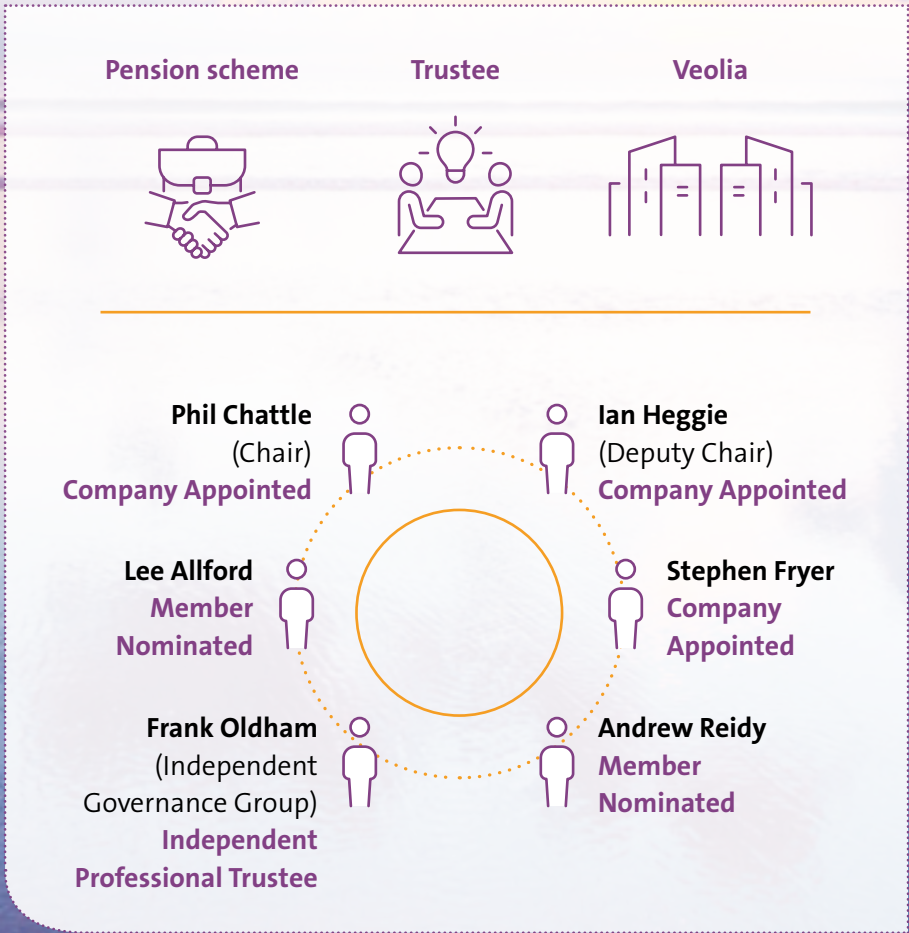 Pension scheme
Trustee
Veolia
Phil Chattle
(Chair)
Company Appointed
Ian Heggie
(Deputy Chair)
Company Appointed
Lee Allford
Member
Nominated
Stephen Fryer
Company
Appointed
Frank Oldham
(Independent
Governance Group)
Independent
Professional Trustee
Andrew Reidy
Member
Nominated